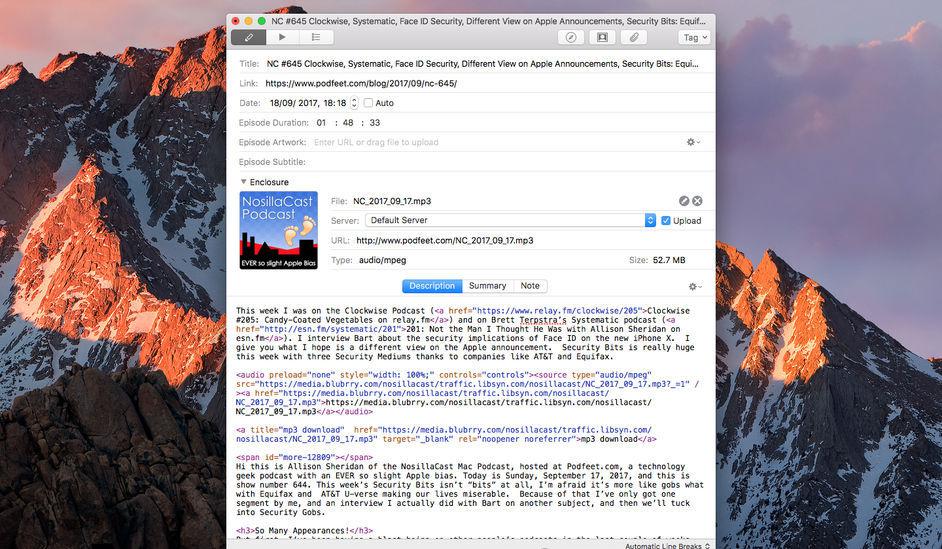 NC #645 Clockwise, Systematic, Face ID Security, Different View on Apple Announcements, Security Bits: Equif...
Tag
Title: NC #645 Clockwise, Systematic, Face ID Security, Different View on Apple Announcements, Security Bits: Equi...
Link: https://www.podfeet.com/blog/2017/09/nc-645/
Date: 18/09/ 2017, 18:18 Auto
Episode Duration: 01 : 48 : 33
Episode Artwork: Enter URL or drag file to upload
Episode Subtitle:
Enclosure
NosillaCast
Podcast
EVER so slight Apple Bias
File: NC_2017_09_17.mp3
Server: Default Server Upload
URL: http://www.podfeet.com/NC_2017_09_17.mp3
Type: audio/mpeg Size: 52.7 MB
Description Summary Note
This week I was on the Clockwise Podcast (<a href="https://www.relay.fm/clockwise/205">Clockwise
#205: Candy-Coated Vegetables on relay.fm</a>) and on Brett Terpstra's Systematic podcast (<a
href="http://esn.fm/systematic/201">201: Not the Man I Thought He Was with Allison Sheridan on
esn.fm</a>). I interview Bart about the security implications of Face ID on the new iPhone X. I
give you what I hope is a different view on the Apple announcement. Security Bits is really huge
this week with three Security Mediums thanks to companies like AT&T and Equifax.
<audio preload="none" style="width: 100%;" controls="controls"><source type="audio/mpeg"
src="https://media.blubrry.com/nosillacast/traffic.libsyn.com/nosillacast/NC_2017_09_17.mp3?_=1" /
><a href="https://media.blubrry.com/nosillacast/traffic.libsyn.com/nosillacast/
NC_2017_09_17.mp3">https://media.blubrry.com/nosillacast/traffic.libsyn.com/nosillacast/
NC_2017_09_17.mp3</a></audio>
<a title="mp3 download" href="https://media.blubrry.com/nosillacast/traffic.libsyn.com/
nosillacast/NC_2017_09_17.mp3" target="_blank" rel="noopener noreferrer">mp3 download</a>
<span id="more-12809"></span>
Hi this is Allison Sheridan of the NosillaCast Mac Podcast, hosted at Podfeet.com, a technology
geek podcast with an EVER so slight Apple bias. Today is Sunday, September 17, 2017, and this is
show number 644. This week's Security Bits isn't "bits" at all, I'm afraid it's more like gobs what
with Equifax and AT&T U-verse making our lives miserable. Because of that I've only got one
segment by me, and an interview I actually did with Bart on another subject, and then we'll tuck
into Security Gobs.
<h3>So Many Appearances!</h3>
Automatic Line Breaks